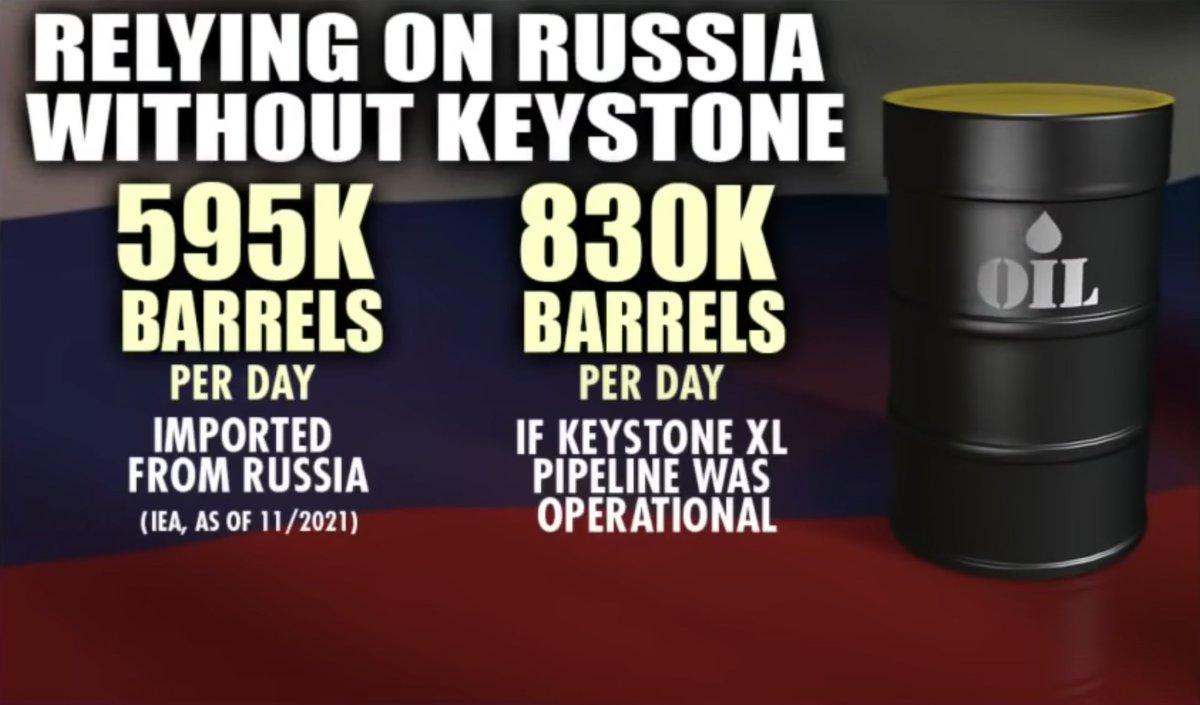 RELYING ON RUSSIA
WITHOUT KEYSTONE
595K
BARRELS
PER DAY
IMPORTED
FROM RUSSIA
(IEA, AS OF 11/2021)
830K
BARRELS
PER DAY
IF KEYSTONE XL
PIPELINE WAS
OPERATIONAL
OIL